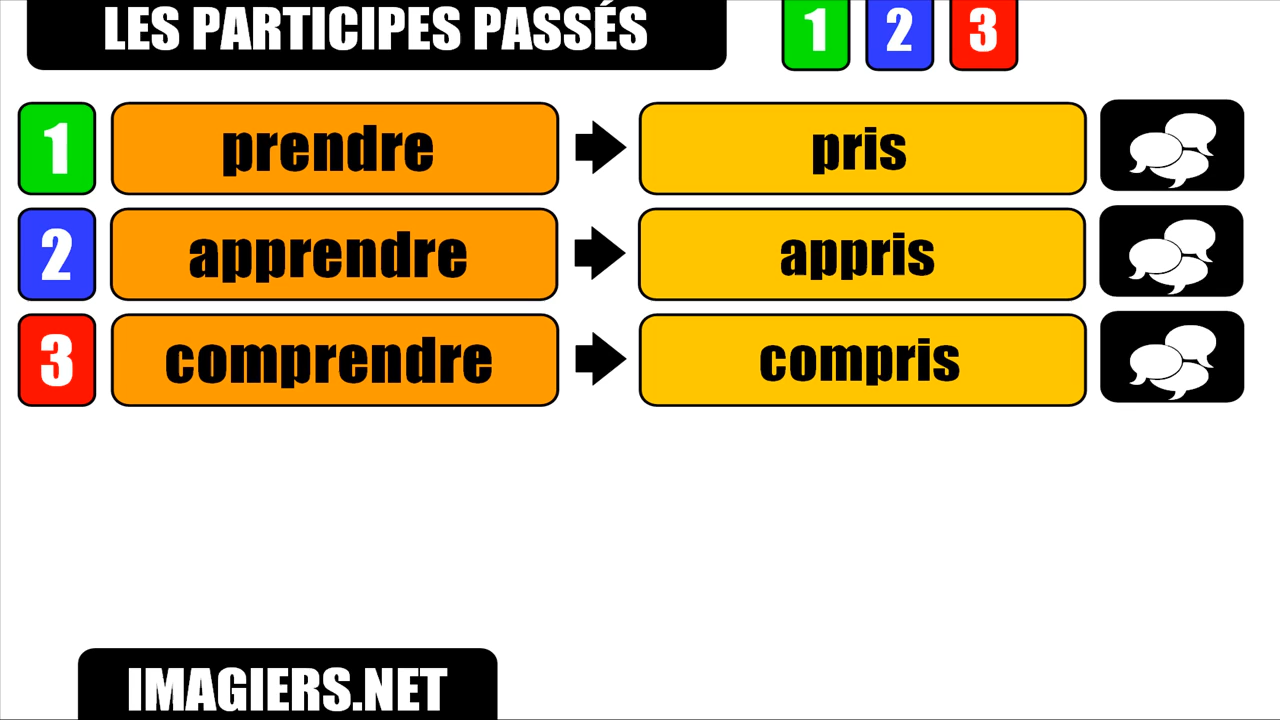 LES PARTICIPES PASSÉS 1 2 3
1 prendre pris
2 apprendre appris
3 comprendre compris
IMAGIERS.NET